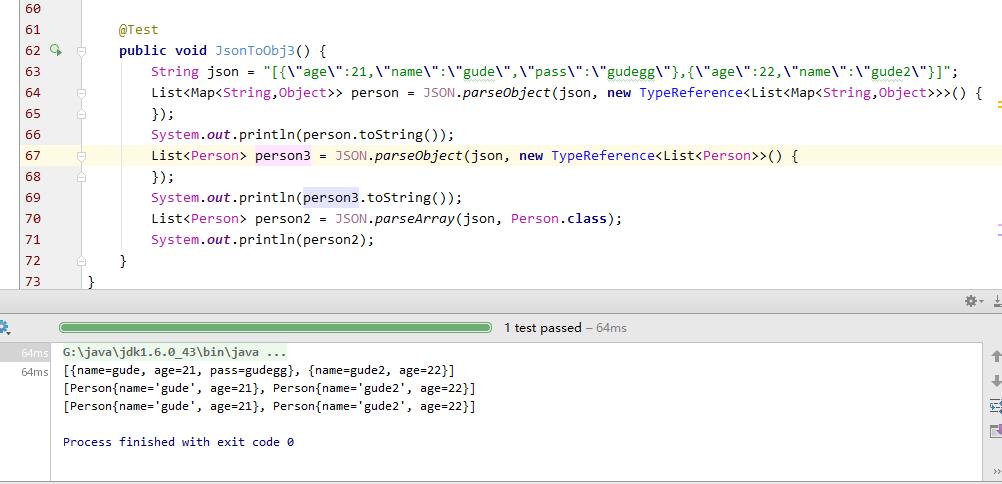 60
61 @Test
62 public void JsonToObj3() {
63 String json = "[{\"age\":21,\"name\":\"gude\",\"pass\":\"gudegg\"},{\"age\":22,\"name\":\"gude2\"}]";
64 List<Map<String,Object>> person = JSON.parseObject(json, new TypeReference<List<Map<String,Object>>>() {
65 });
66 System.out.println(person.toString());
67 List<Person> person3 = JSON.parseObject(json, new TypeReference<List<Person>>() {
68 });
69 System.out.println(person3.toString());
70 List<Person> person2 = JSON.parseArray(json, Person.class);
71 System.out.println(person2);
72 }
73 }
1 test passed – 64ms
64ms G:\java\jdk1.6.0_43\bin\java ...
64ms [{name=gude, age=21, pass=gudegg}, {name=gude2, age=22}]
[Person{name='gude', age=21}, Person{name='gude2', age=22}]
[Person{name='gude', age=21}, Person{name='gude2', age=22}]
Process finished with exit code 0